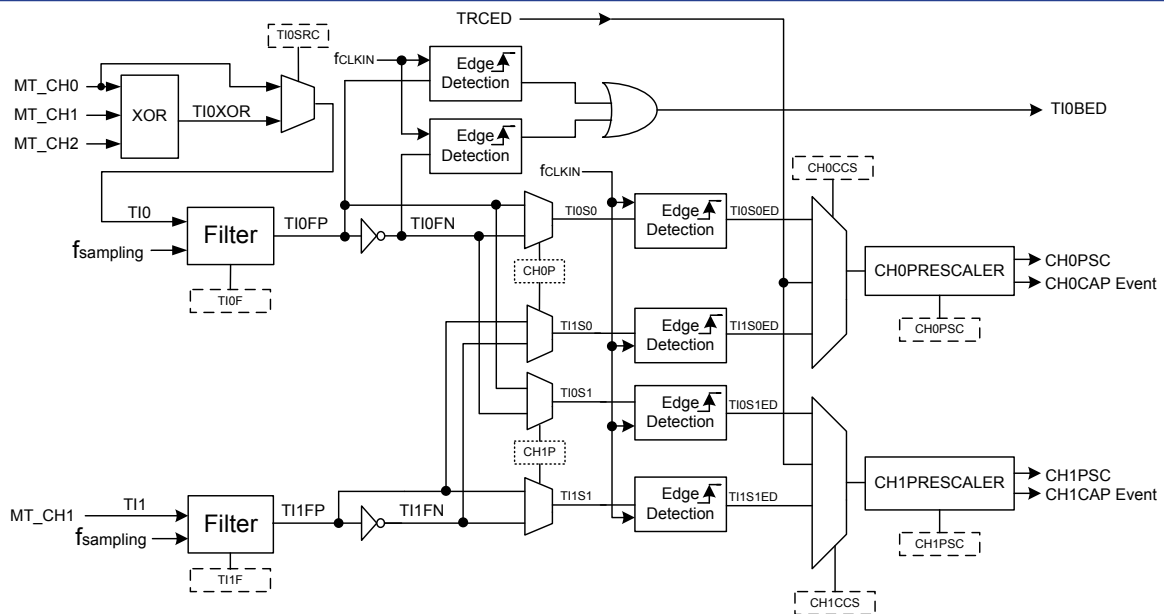 TRCED
TI0SRC
fCLKIN
Edge
Detection
MT_CH0
MT_CH1
MT_CH2
XOR
TI0XOR
TI0BED
Edge
Detection
fCLKIN
CH0CCS
TI0
fsampling
Filter
TI0FP
TI0FN
TI0S0
Edge
Detection
TI0S0ED
CH0P
TI0F
CH0PRESCALER
CH0PSC
CH0CAP Event
CH0PSC
TI1S0
Edge
Detection
TI1S0ED
TI0S1
Edge
Detection
TI0S1ED
CH1P
MT_CH1
TI1
fsampling
Filter
TI1FP
TI1FN
TI1S1
Edge
Detection
TI1S1ED
CH1PRESCALER
CH1PSC
CH1CAP Event
CH1PSC
TI1F
CH1CCS